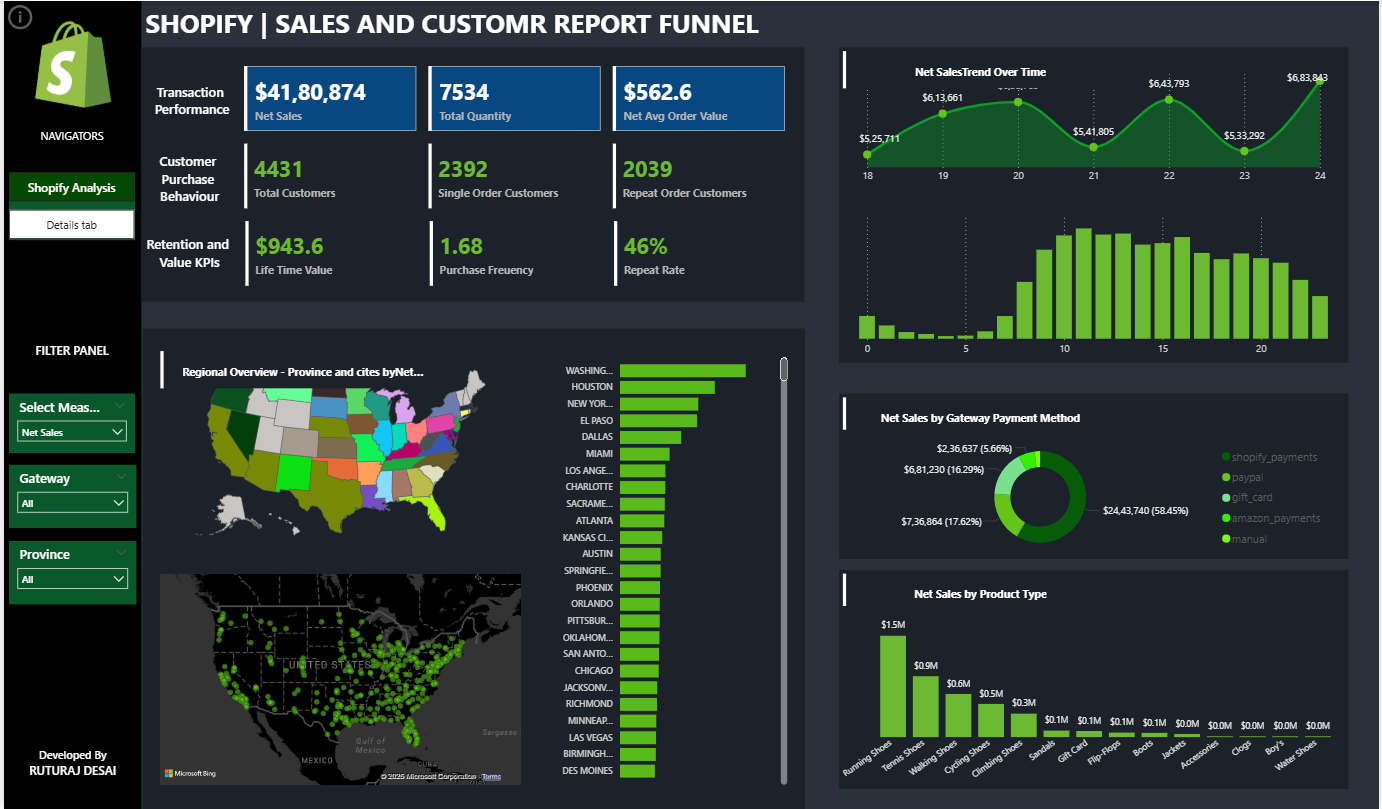 SHOPIFY | SALES AND CUSTOMR REPORT FUNNEL
NAVIGATORS
Shopify Analysis
Details tab
FILTER PANEL
Select Meas...
Net Sales
Gateway
All
Province
All
Developed By
RUTURAJ DESAI
Transaction
Performance
$41,80,874
Net Sales
7534
Total Quantity
$562.6
Net Avg Order Value
Customer
Purchase
Behaviour
4431
Total Customers
2392
Single Order Customers
2039
Repeat Order Customers
Retention and
Value KPIs
$943.6
Life Time Value
1.68
Purchase Freuency
46%
Repeat Rate
Regional Overview - Province and cites byNet...
UNITED STATES
Gulf of
Mexico
MEXICO
CUBA
Sargasso
Microsoft Bing
© 2025 Microsoft Corporation Terms
WASHING...
HOUSTON
NEW YOR...
EL PASO
DALLAS
MIAMI
LOS ANGE...
CHARLOTTE
SACRAME...
ATLANTA
KANSAS CI...
AUSTIN
SPRINGFIE...
PHOENIX
ORLANDO
PITTSBUR...
OKLAHOM...
SAN ANTO...
CHICAGO
JACKSONV...
RICHMOND
MINNEAP...
LAS VEGAS
BIRMINGH...
DES MOINES
Net SalesTrend Over Time
$5,25,711
$6,13,661
$5,41,805
$6,43,793
$5,33,292
$6,83,843
18 19 20 21 22 23 24
0 5 10 15 20
Net Sales by Gateway Payment Method
$2,36,637 (5.66%)
$6,81,230 (16.29%)
$7,36,864 (17.62%)
$24,43,740 (58.45%)
shopify_payments
paypal
gift_card
amazon_payments
manual
Net Sales by Product Type
$1.5M
$0.9M
$0.6M
$0.5M
$0.3M
$0.1M
$0.1M
$0.1M
$0.1M
$0.0M
$0.0M
$0.0M
$0.0M
$0.0M
Running Shoes
Tennis Shoes
Walking Shoes
Cycling Shoes
Climbing Shoes
Sandals
Gift Card
Flip-Flops
Boots
Jackets
Accessories
Clogs
Boy's
Water Shoes